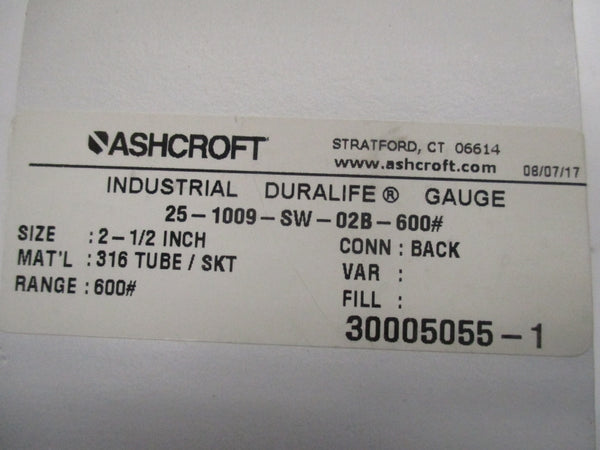 ASHCROFT
STRATFORD, CT 06614
www.ashcroft.com 08/07/17
INDUSTRIAL DURALIFE® GAUGE
25-1009-SW-02B-600#
SIZE : 2-1/2 INCH
MAT'L : 316 TUBE / SKT
RANGE : 600#
CONN : BACK
VAR :
FILL :
30005055-1